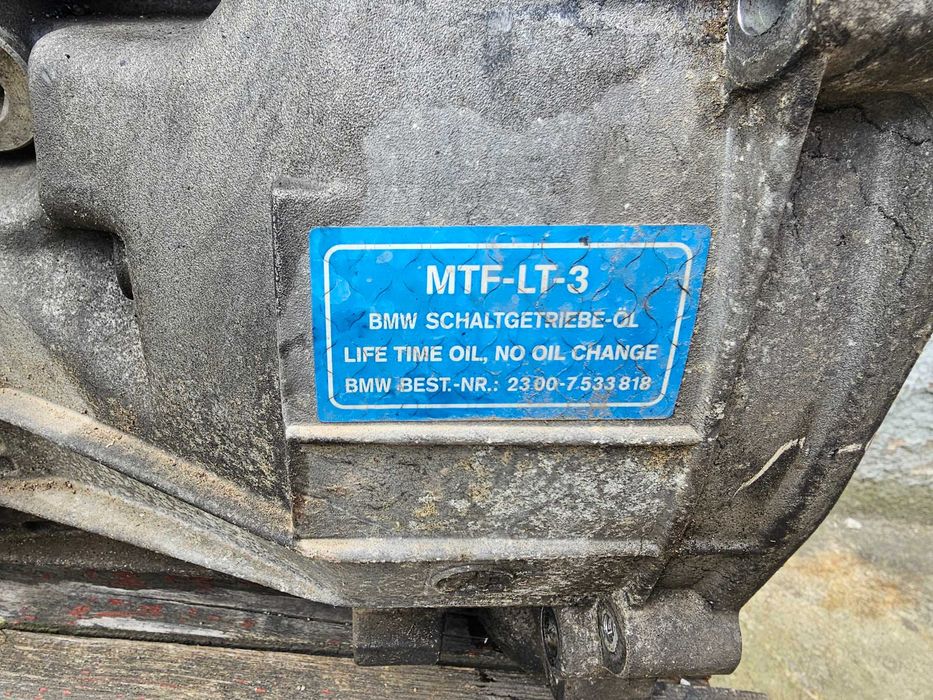 MTF-LT-3
BMW SCHALTGETRIEBE-ÖL
LIFE TIME OIL, NO OIL CHANGE
BMW BEST.-NR.: 23 00-7 533 818